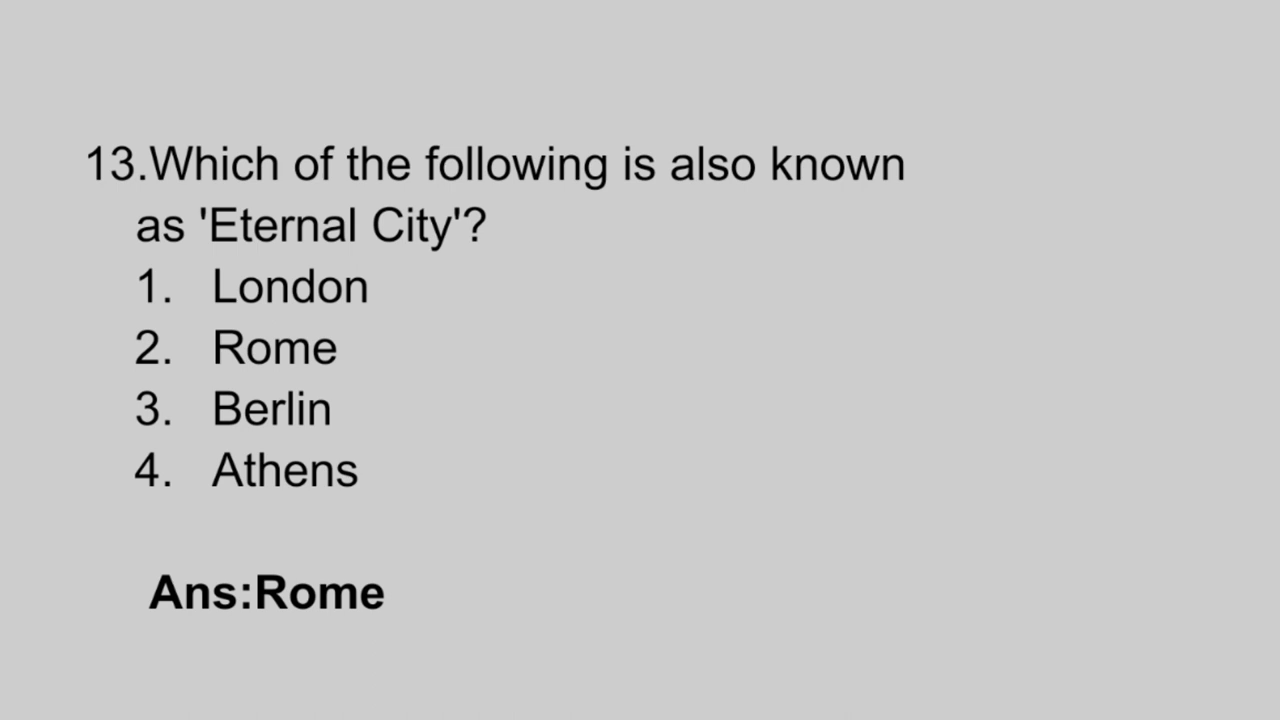 13.Which of the following is also known
as 'Eternal City'?
1. London
2. Rome
3. Berlin
4. Athens
Ans:Rome